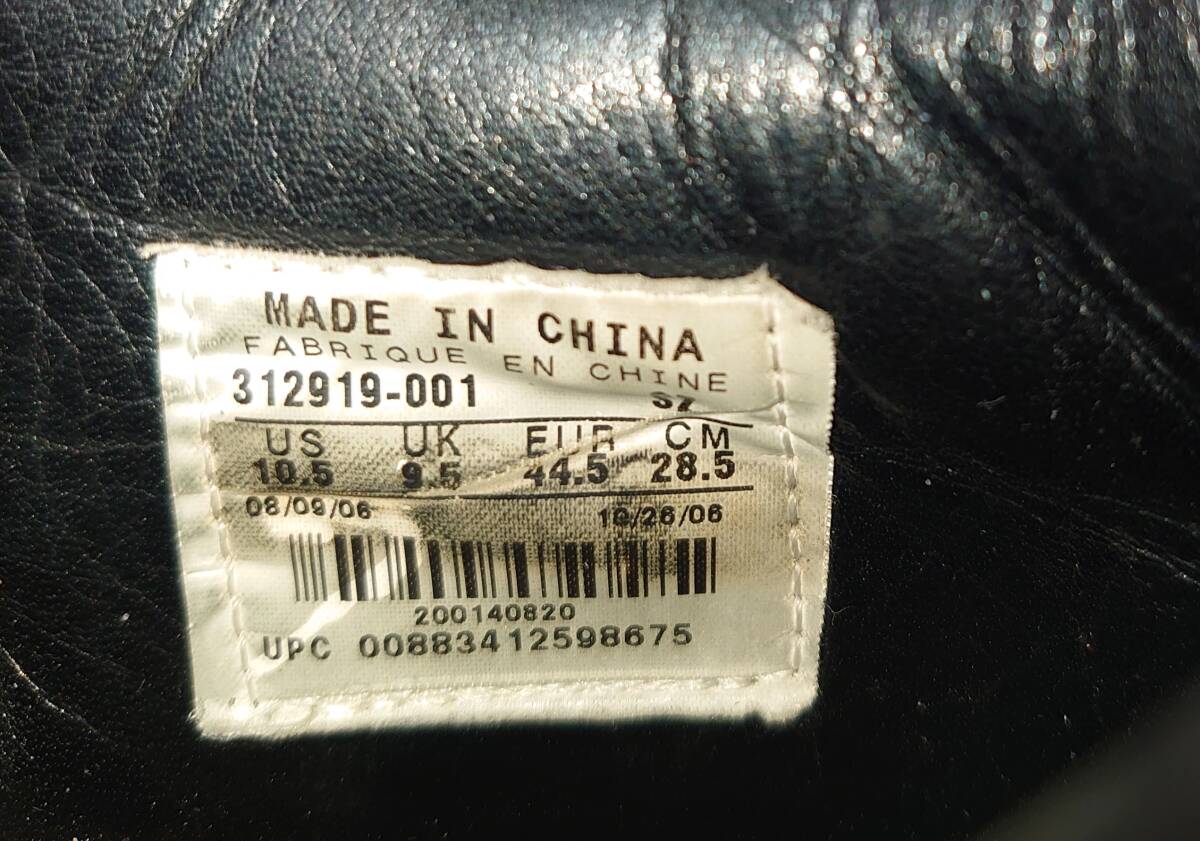 MADE IN CHINA
FABRIQUE EN CHINE
312919-001 S7
US UK EUR CM
10.5 9.5 44.5 28.5
08/09/06 10/26/06
200140820
UPC 00883412598675